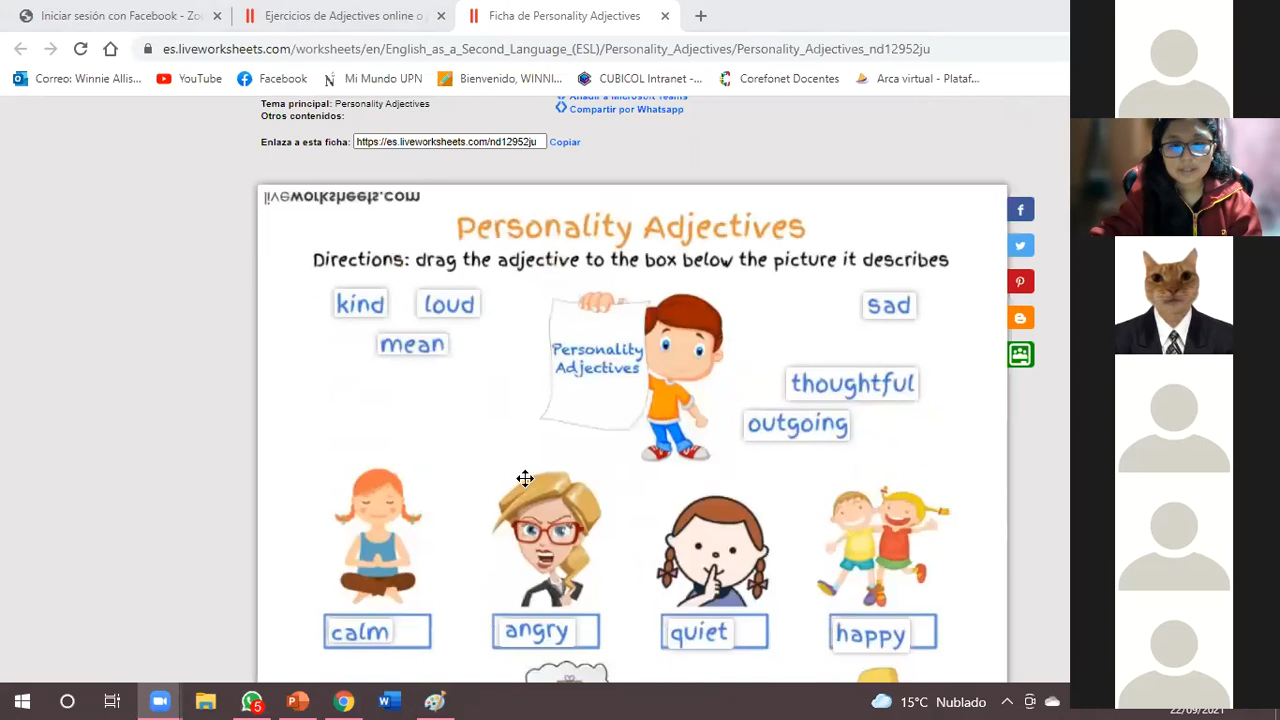 Iniciar sesión con Facebook - Zo
Ejercicios de Adjectives online o
Ficha de Personality Adjectives
es.liveworksheets.com/worksheets/en/English_as_a_Second_Language_(ESL)/Personality_Adjectives/Personality_Adjectives_nd12952ju
Correo: Winnie Allis...
YouTube
Facebook
Mi Mundo UPN
Bienvenido, WINNI...
CUBICOL Intranet -...
Corefonet Docentes
Arca virtual - Plataf...
Tema principal: Personality Adjectives
Añadir a Microsoft Teams
Otros contenidos:
Compartir por Whatsapp
Enlaza a esta ficha: https://es.liveworksheets.com/nd12952ju Copiar
liveworksheets.com
Personality Adjectives
Directions: drag the adjective to the box below the picture it describes
kind
loud
sad
mean
Personality
Adjectives
thoughtful
outgoing
calm
angry
quiet
happy
5
15°C Nublado
22/09/2021